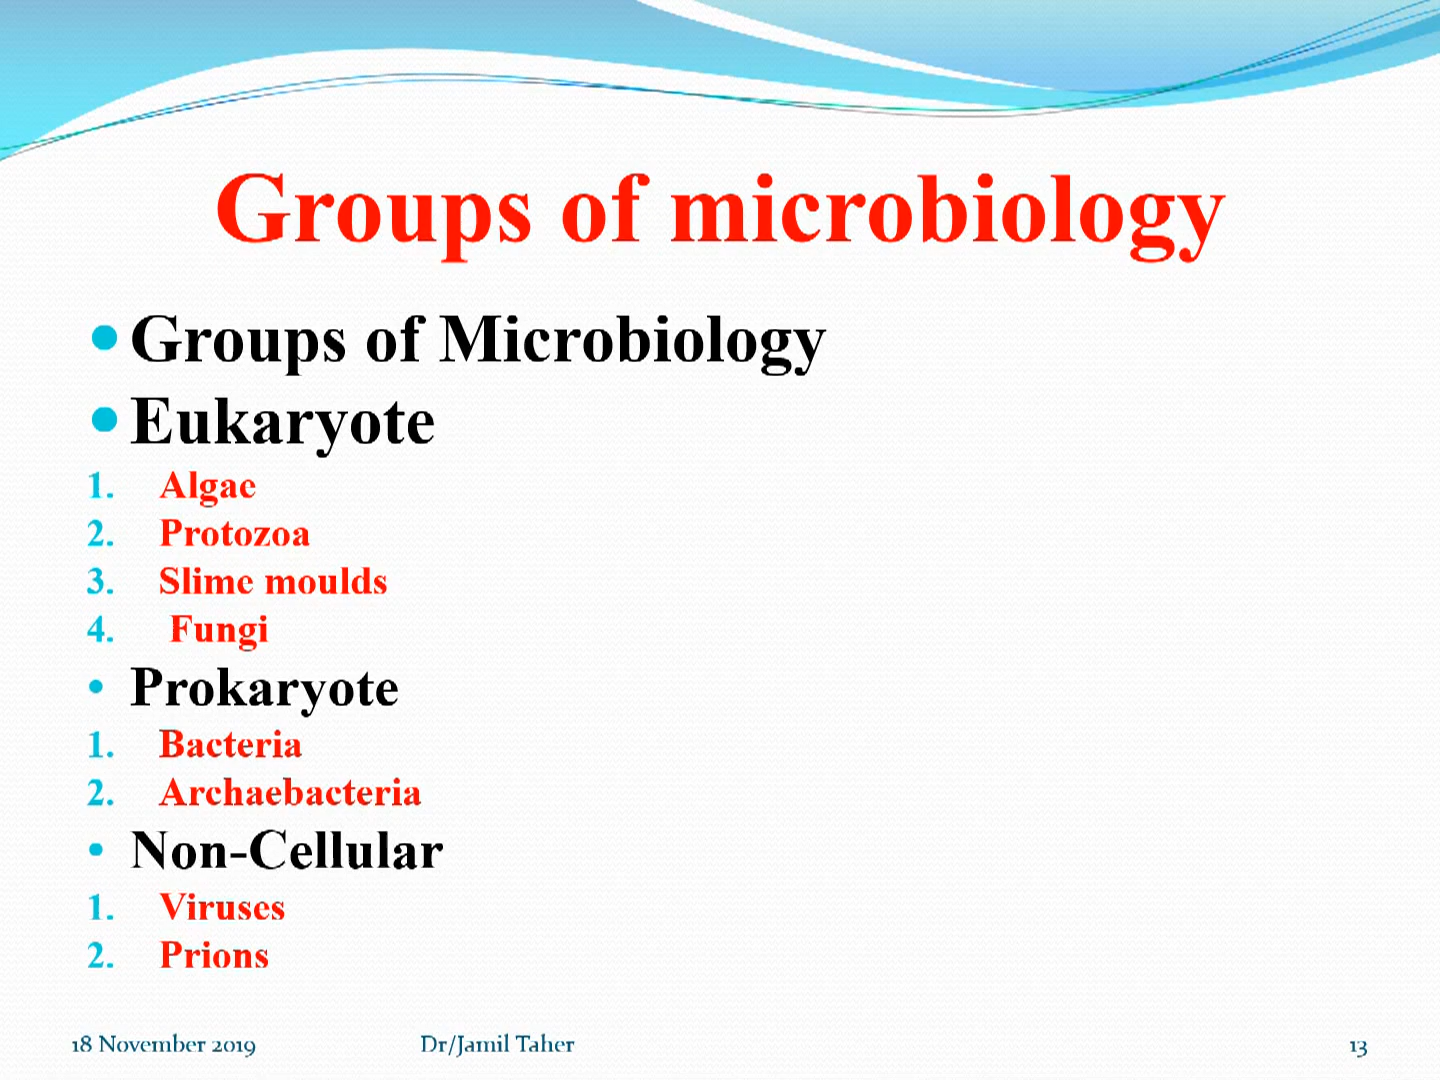 Groups of microbiology
• Groups of Microbiology
• Eukaryote
1. Algae
2. Protozoa
3. Slime moulds
4. Fungi
• Prokaryote
1. Bacteria
2. Archaebacteria
• Non-Cellular
1. Viruses
2. Prions
18 November 2019 Dr/Jamil Taher 13